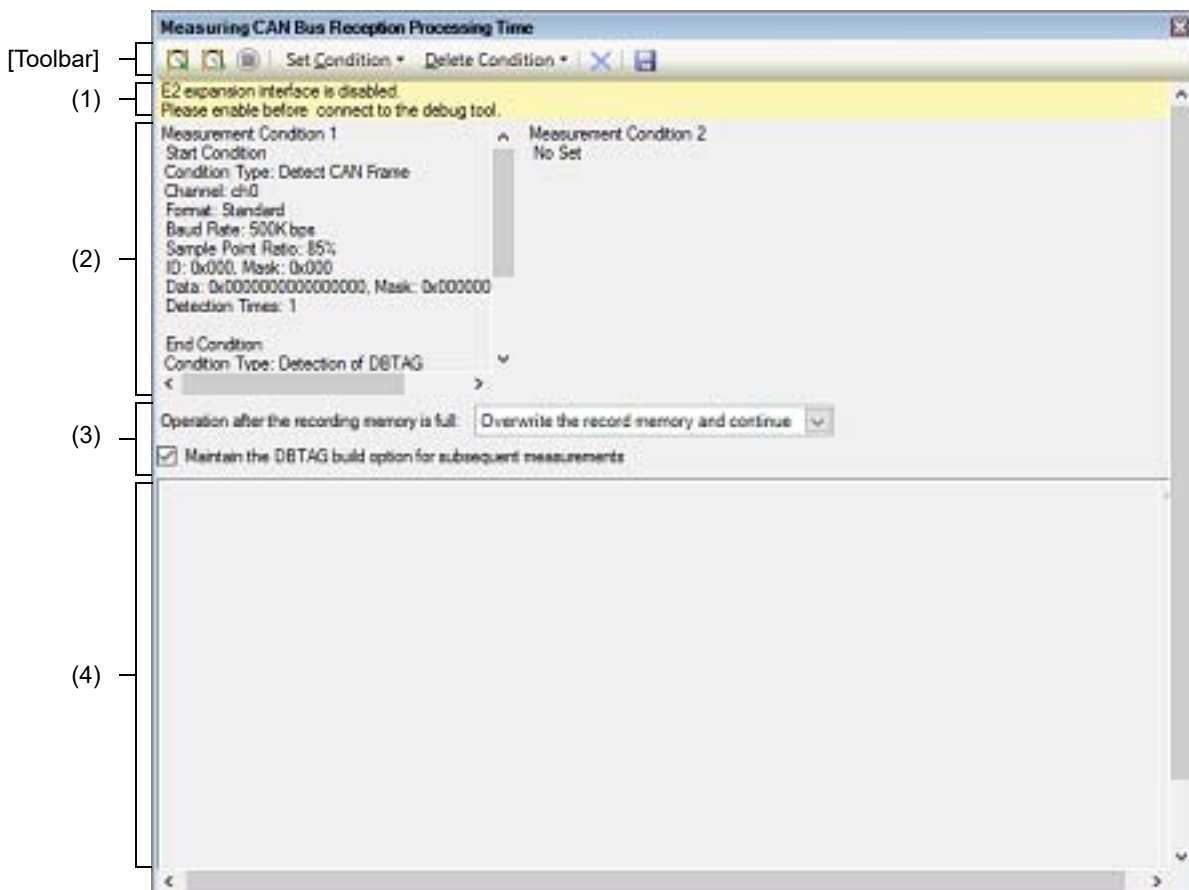 Measuring CAN Bus Reception Processing Time
[Toolbar]
Set Condition Delete Condition
(1)
E2 expansion interface is disabled.
Please enable before connect to the debug tool.
(2)
Measurement Condition 1
Start Condition
Condition Type: Detect CAN Frame
Channel: ch0
Format: Standard
Baud Rate: 500Kbps
Sample Point Ratio: 85%
ID: 0x000, Mask: 0x000
Data: 0x0000000000000000, Mask: 0x000000
Detection Times: 1
End Condition
Condition Type: Detection of DBTAG
Measurement Condition 2
No Set
(3)
Operation after the recording memory is full: Overwrite the record memory and continue
Maintain the DBTAG build option for subsequent measurements
(4)